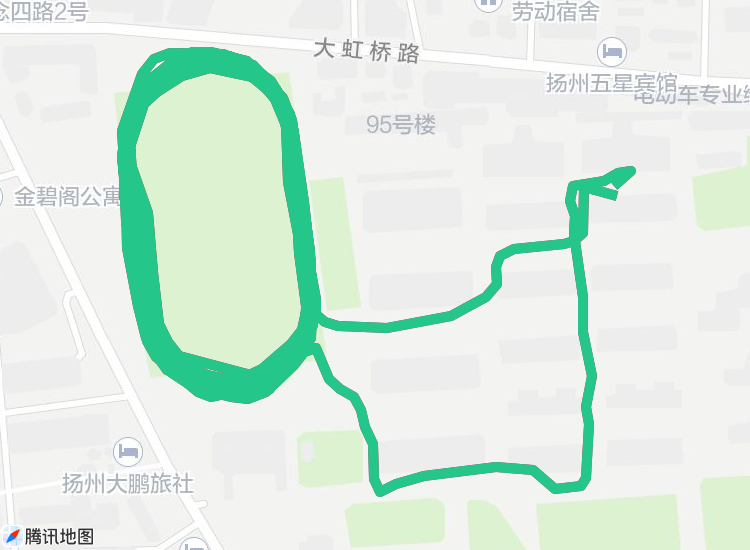 念四路2号
劳动宿舍
大虹桥路
扬州五星宾馆
电动车专业维
95号楼
金碧阁公寓
扬州大鹏旅社
腾讯地图